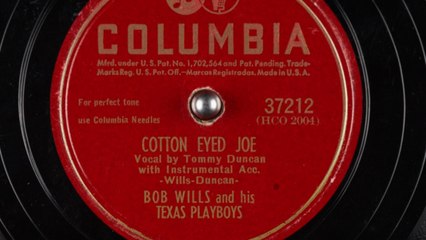 COLUMBIA
Mfrd. under U.S. Pat. No. 1,702,564 and Pat. Pending. Trade-
Marks Reg. U.S. Pat. Off.—Marcas Registradas. Made in U.S.A.
For perfect tone
use Columbia Needles
37212
(HCO 2004)
COTTON EYED JOE
Vocal by Tommy Duncan
with Instrumental Acc.
-Wills-Duncan-
BOB WILLS and his
TEXAS PLAYBOYS